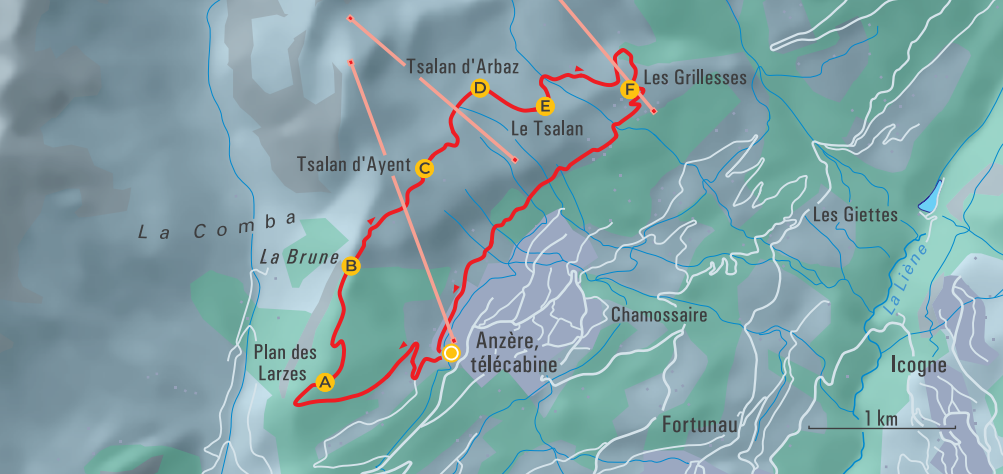 Tsalan d'Arbaz
D
Les Grillesses
F
E
Le Tsalan
Tsalan d'Ayent
C
La Comba
La Brune
B
Les Giettes
La Liène
Chamossaire
Anzère,
télécabine
Plan des
Larzes
A
Icogne
Fortunau
1 km